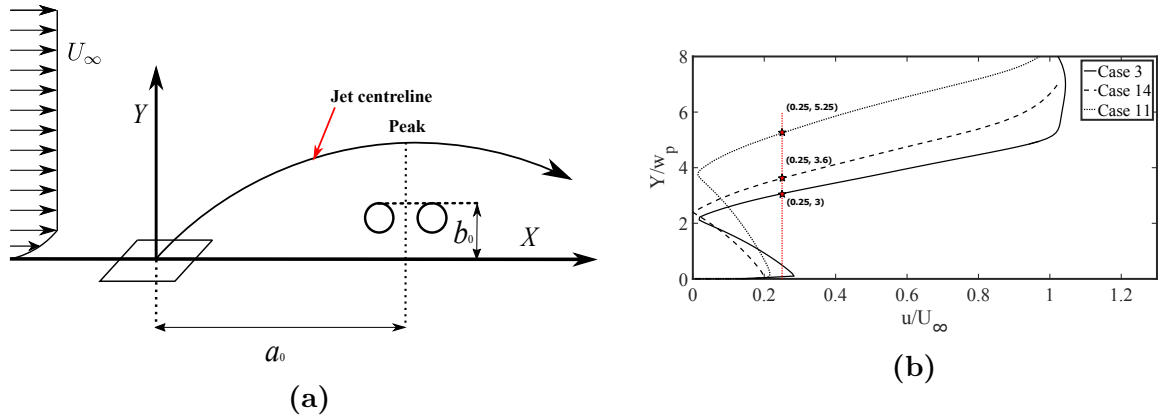 U∞
Y
Jet centreline
Peak
b₀
X
a₀
(a)
8
6
4
2
0
Y/wₚ
0
0.2
0.4
0.6
0.8
1
1.2
u/U∞
Case 3
Case 14
Case 11
(0.25, 5.25)
(0.25, 3.6)
(0.25, 3)
(b)